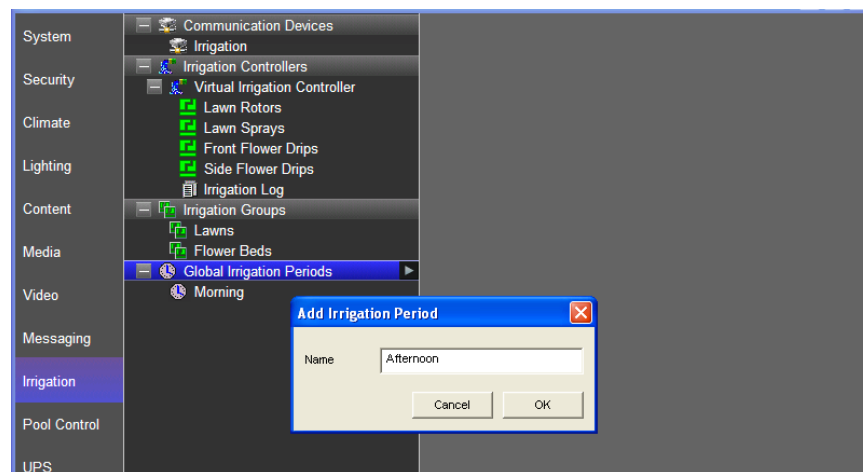 System
Security
Climate
Lighting
Content
Media
Video
Messaging
Irrigation
Pool Control
UPS
Communication Devices
Irrigation
Irrigation Controllers
Virtual Irrigation Controller
Lawn Rotors
Lawn Sprays
Front Flower Drips
Side Flower Drips
Irrigation Log
Irrigation Groups
Lawns
Flower Beds
Global Irrigation Periods
Morning
Add Irrigation Period
Name Afternoon
Cancel OK